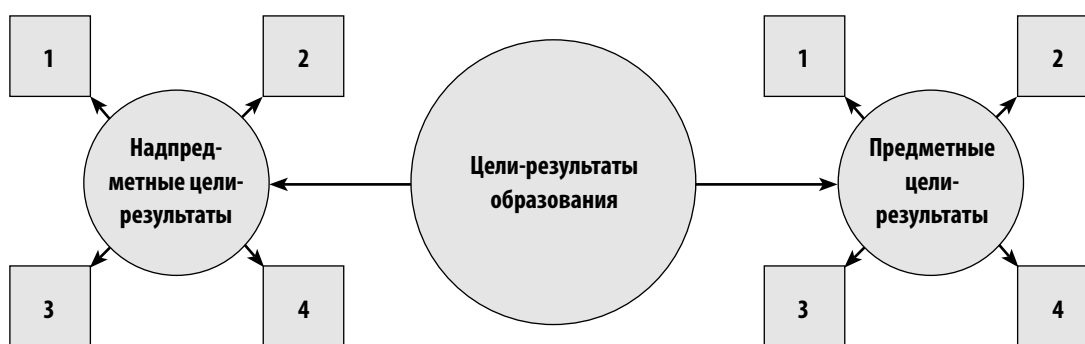 1
2
Надпред-
метные цели-
результаты
3
4
Цели-результаты
образования
1
2
Предметные
цели-
результаты
3
4